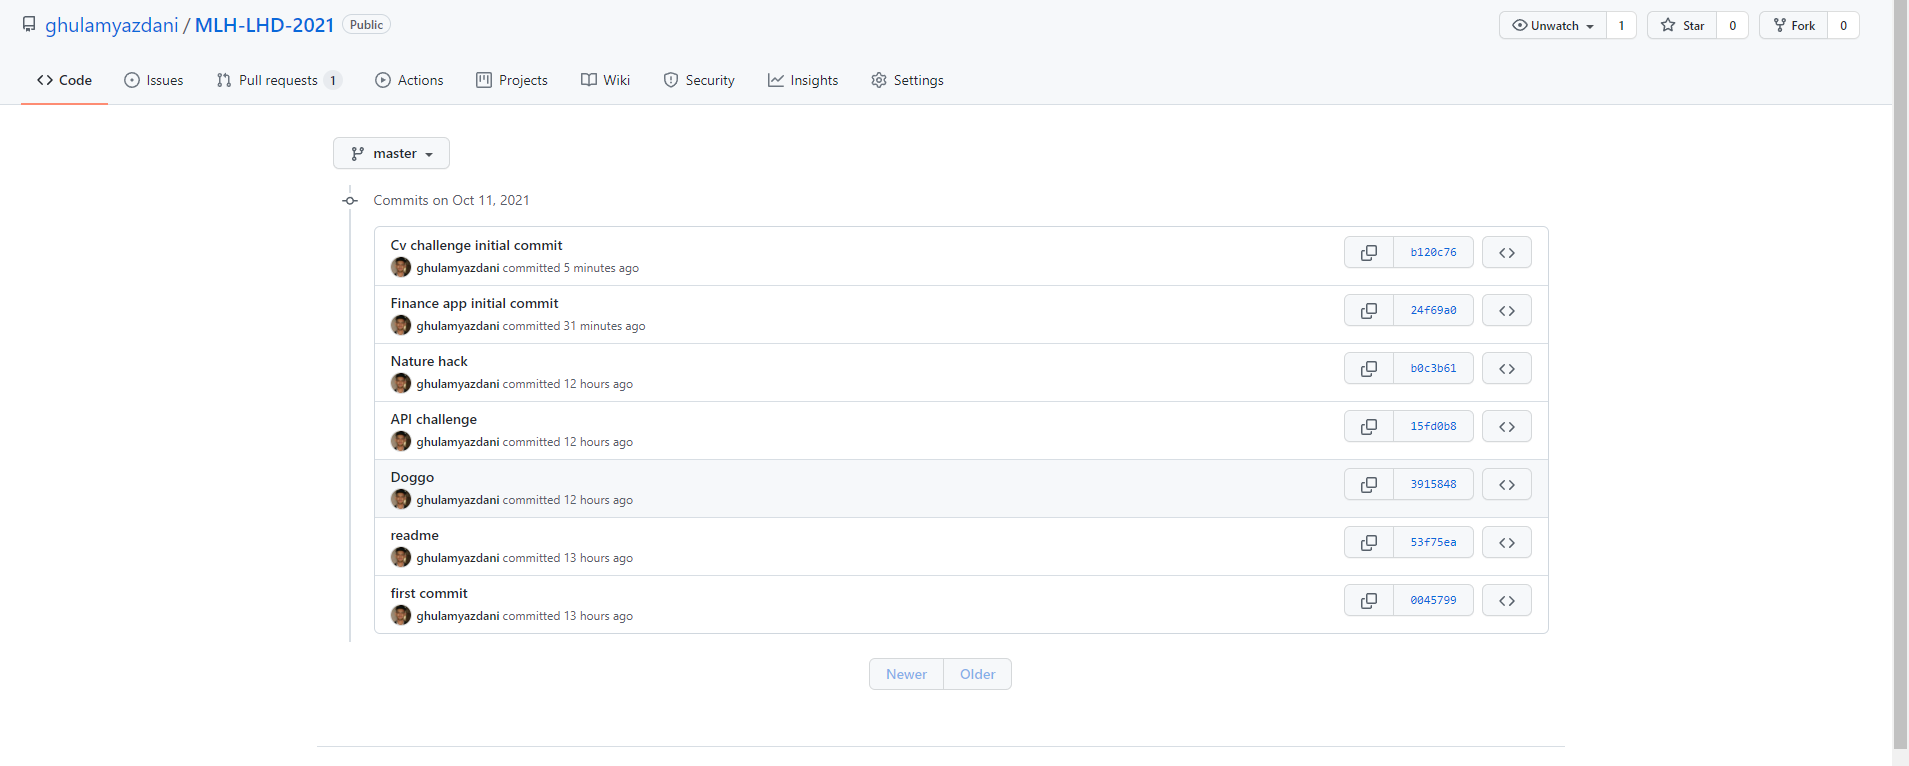 ghulamyazdani / MLH-LHD-2021 Public Unwatch 1 Star 0 Fork 0
Code Issues Pull requests 1 Actions Projects Wiki Security Insights Settings
master
Commits on Oct 11, 2021
Cv challenge initial commit
ghulamyazdani committed 5 minutes ago
b120c76
Finance app initial commit
ghulamyazdani committed 31 minutes ago
24f69a0
Nature hack
ghulamyazdani committed 12 hours ago
b0c3b61
API challenge
ghulamyazdani committed 12 hours ago
15fd0b8
Doggo
ghulamyazdani committed 12 hours ago
3915848
readme
ghulamyazdani committed 13 hours ago
53f75ea
first commit
ghulamyazdani committed 13 hours ago
0045799
Newer Older